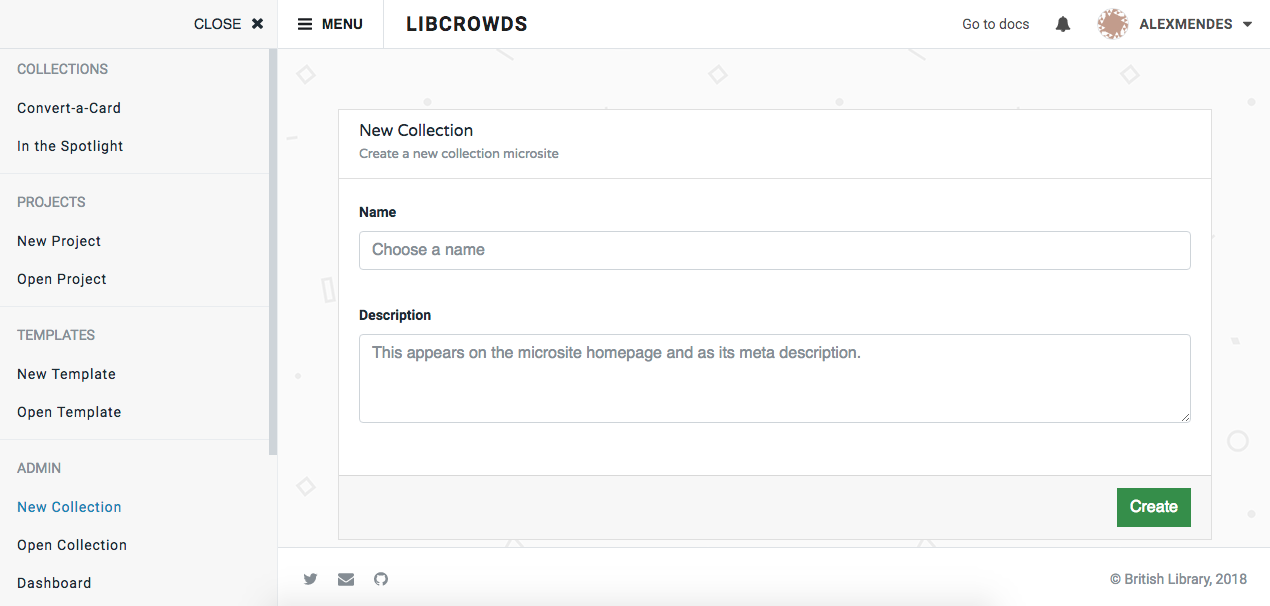 CLOSE
MENU
LIBCROWDS
Go to docs
ALEXMENDES
COLLECTIONS
Convert-a-Card
In the Spotlight
PROJECTS
New Project
Open Project
TEMPLATES
New Template
Open Template
ADMIN
New Collection
Open Collection
Dashboard
New Collection
Create a new collection microsite
Name
Choose a name
Description
This appears on the microsite homepage and as its meta description.
Create
© British Library, 2018